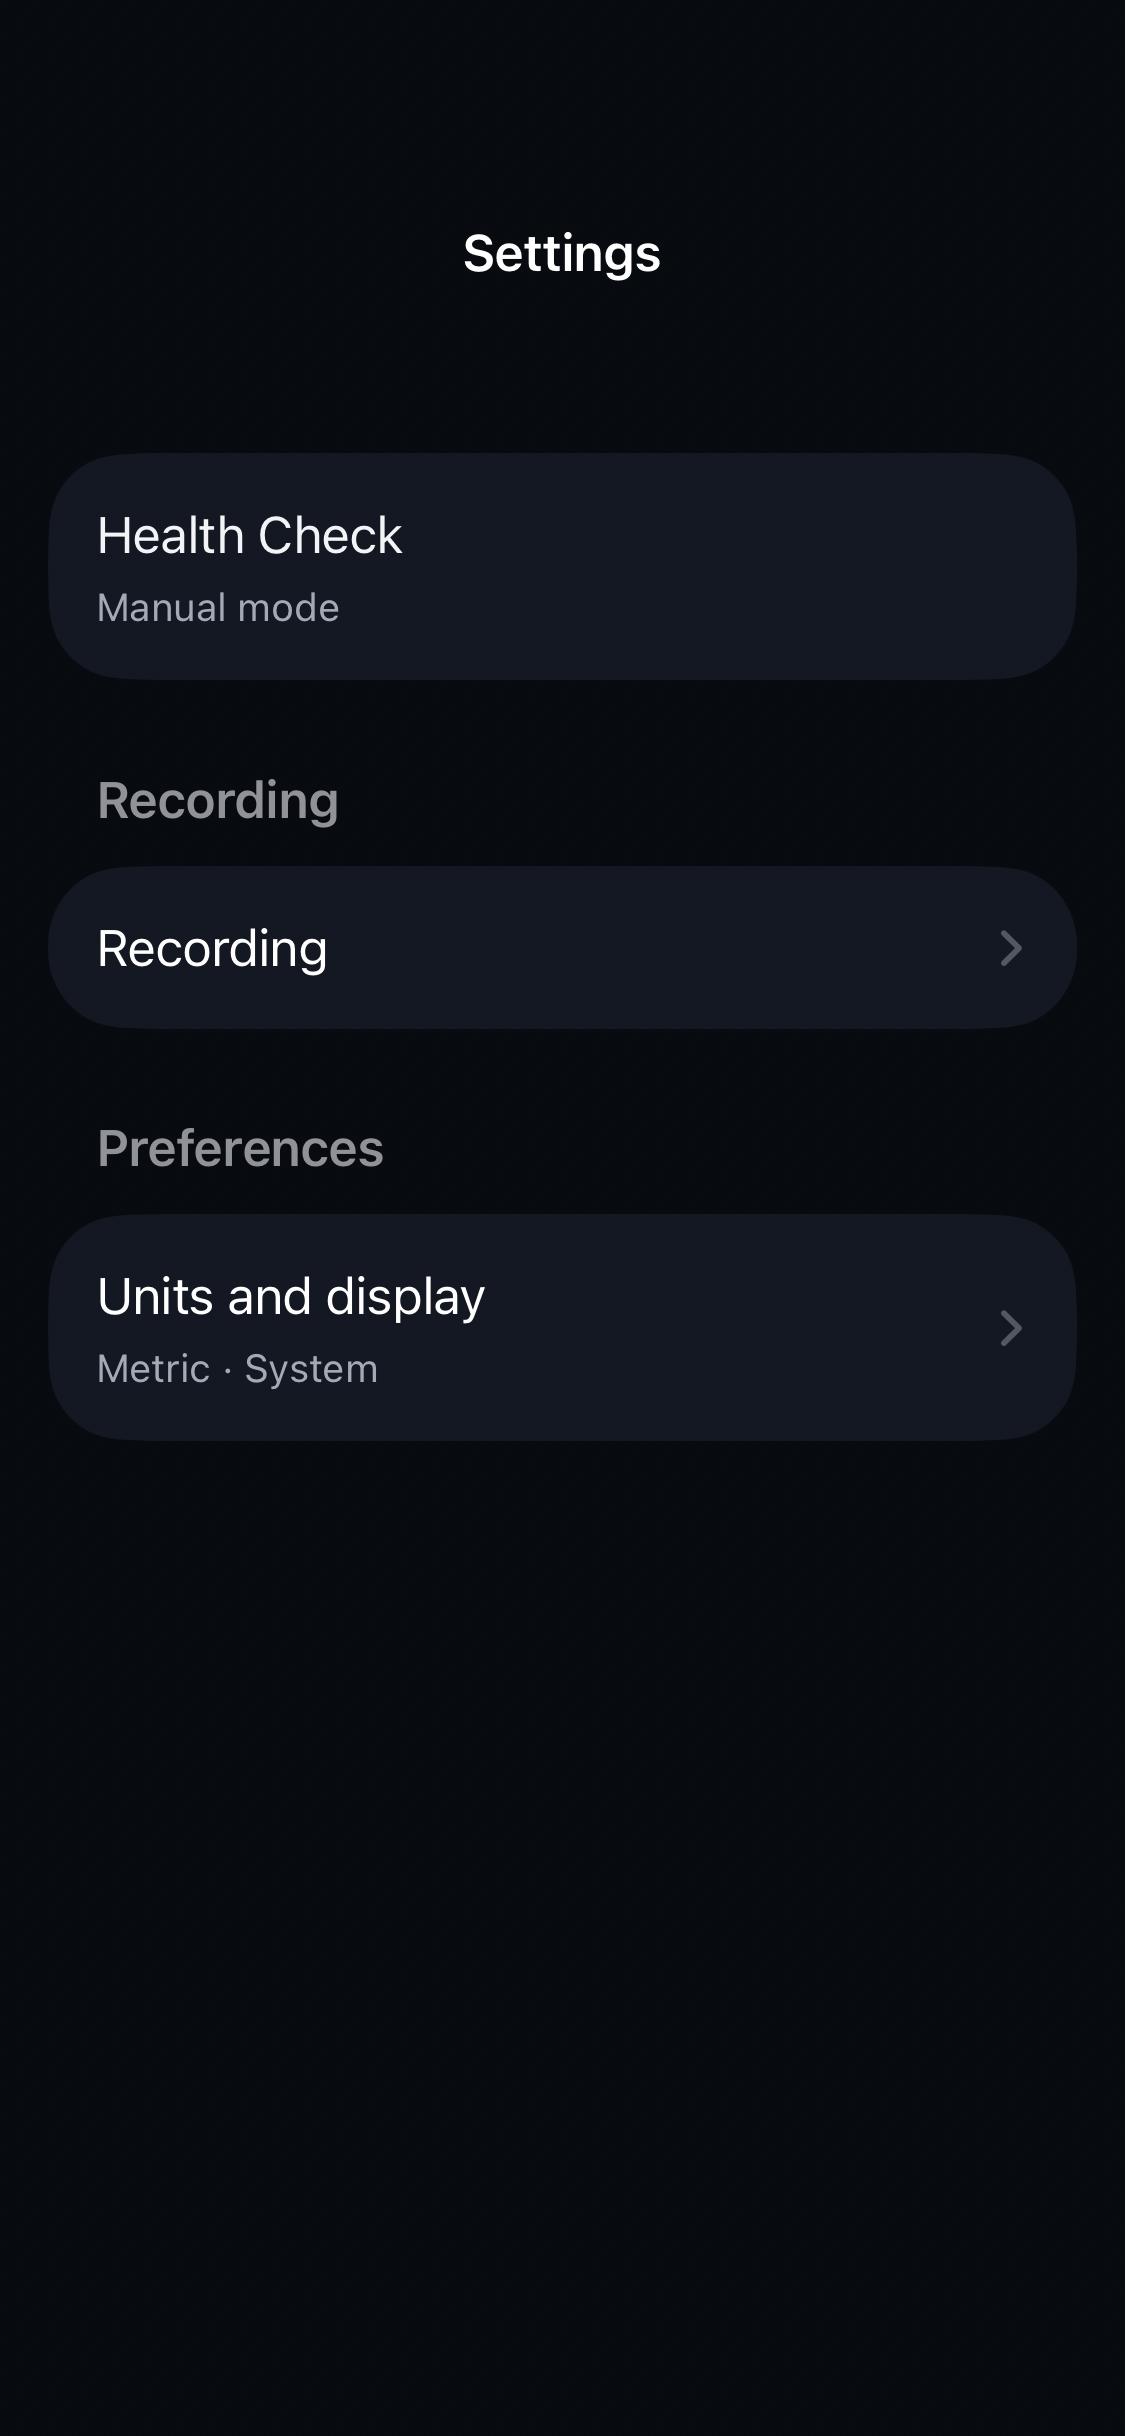 Settings
Health Check
Manual mode
Recording
Recording
Preferences
Units and display
Metric · System